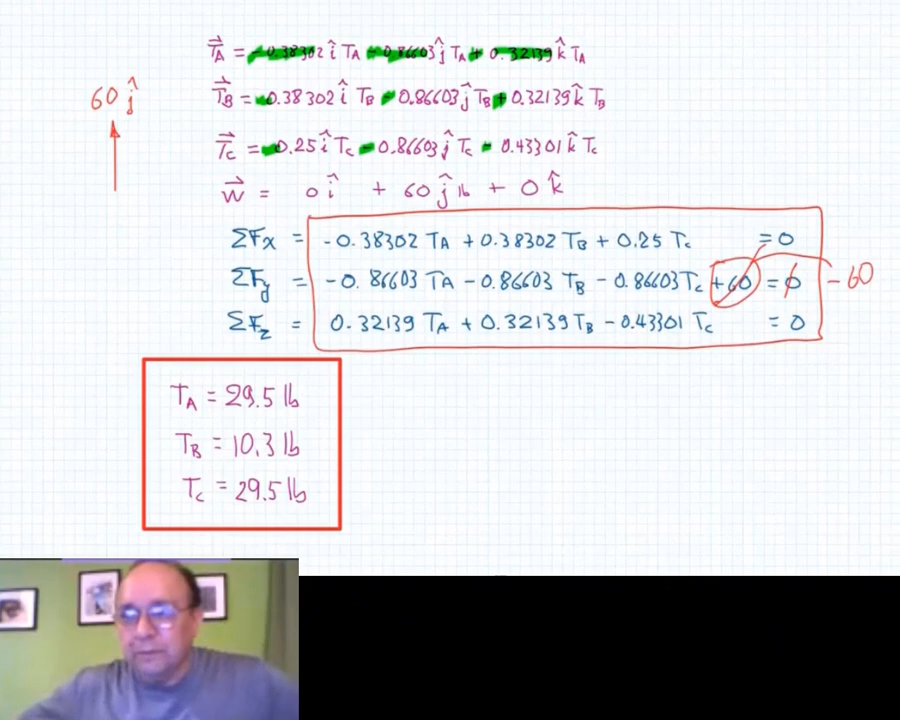 T⃗A = -0.38302 î TA - 0.86603 ĵ TA + 0.32139 k̂ TA
60 ĵ
T⃗B = 0.38302 î TB - 0.86603 ĵ TB + 0.32139 k̂ TB
T⃗C = 0.25 î TC - 0.86603 ĵ TC - 0.43301 k̂ TC
W⃗ = 0 î + 60 ĵ lb + 0 k̂
ΣFx = -0.38302 TA + 0.38302 TB + 0.25 TC = 0
ΣFy = -0.86603 TA - 0.86603 TB - 0.86603 TC +60 = 0 -60
ΣFz = 0.32139 TA + 0.32139 TB - 0.43301 TC = 0
TA = 29.5 lb
TB = 10.3 lb
TC = 29.5 lb